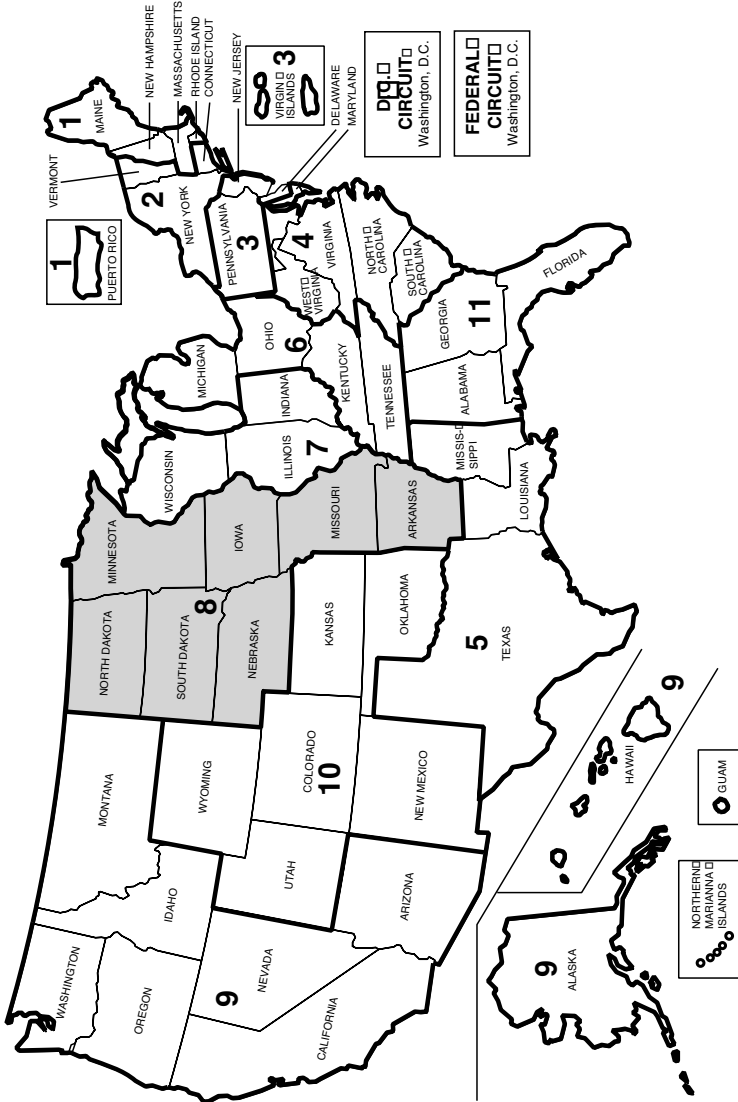 WASHINGTON
OREGON
CALIFORNIA
NEVADA
9
IDAHO
MONTANA
WYOMING
UTAH
ARIZONA
COLORADO
10
NEW MEXICO
NORTH DAKOTA
SOUTH DAKOTA
8
NEBRASKA
KANSAS
OKLAHOMA
TEXAS
5
MINNESOTA
IOWA
MISSOURI
ARKANSAS
LOUISIANA
WISCONSIN
ILLINOIS
7
INDIANA
MICHIGAN
OHIO
6
KENTUCKY
TENNESSEE
MISSIS-□
SIPPI
ALABAMA
GEORGIA
11
FLORIDA
SOUTH□
CAROLINA
NORTH□
CAROLINA
VIRGINIA
4
WEST□
VIRGINIA
PENNSYLVANIA
3
NEW YORK
2
VERMONT
MAINE
1
NEW HAMPSHIRE
MASSACHUSETTS
RHODE ISLAND
CONNECTICUT
NEW JERSEY
DELAWARE
MARYLAND
1
PUERTO RICO
VIRGIN□
ISLANDS
3
CIRCUIT□
Washington, D.C.
FEDERAL□
CIRCUIT□
Washington, D.C.
9
ALASKA
HAWAII
9
NORTHERN□
MARIANNA□
ISLANDS
GUAM